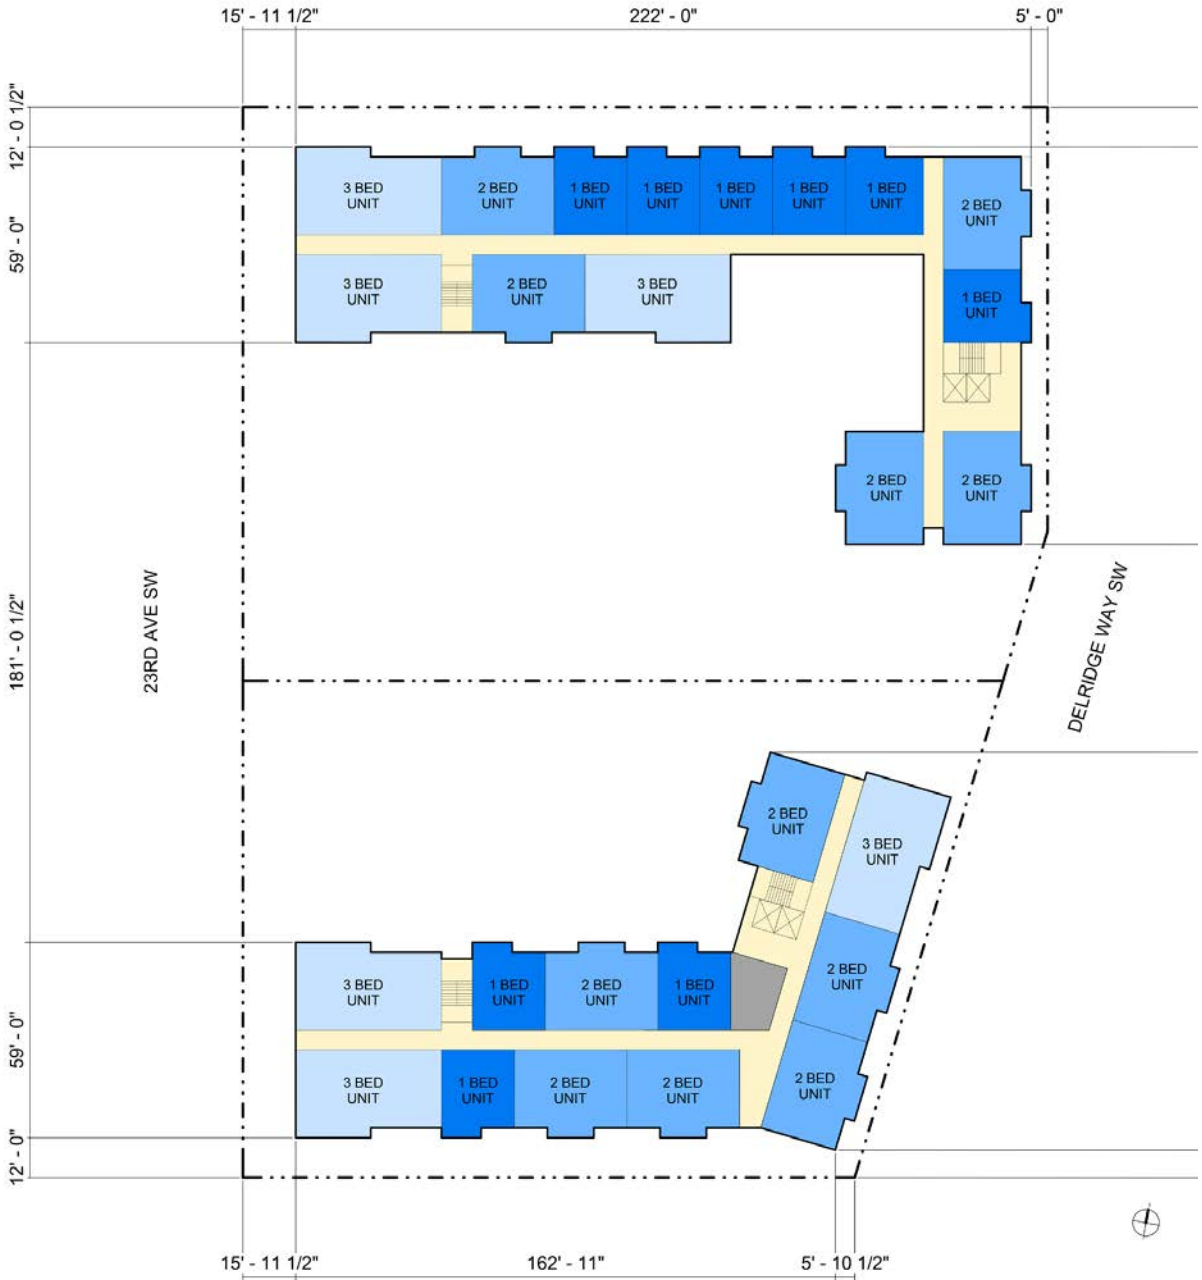 15' - 11 1/2"
222' - 0"
5' - 0"
12' - 0 1/2"
59' - 0"
181' - 0 1/2"
59' - 0"
12' - 0"
3 BED
UNIT
2 BED
UNIT
1 BED
UNIT
1 BED
UNIT
1 BED
UNIT
1 BED
UNIT
1 BED
UNIT
2 BED
UNIT
3 BED
UNIT
2 BED
UNIT
3 BED
UNIT
1 BED
UNIT
2 BED
UNIT
2 BED
UNIT
23RD AVE SW
DELRIDGE WAY SW
2 BED
UNIT
3 BED
UNIT
3 BED
UNIT
1 BED
UNIT
2 BED
UNIT
1 BED
UNIT
2 BED
UNIT
3 BED
UNIT
1 BED
UNIT
2 BED
UNIT
2 BED
UNIT
2 BED
UNIT
15' - 11 1/2"
162' - 11"
5' - 10 1/2"